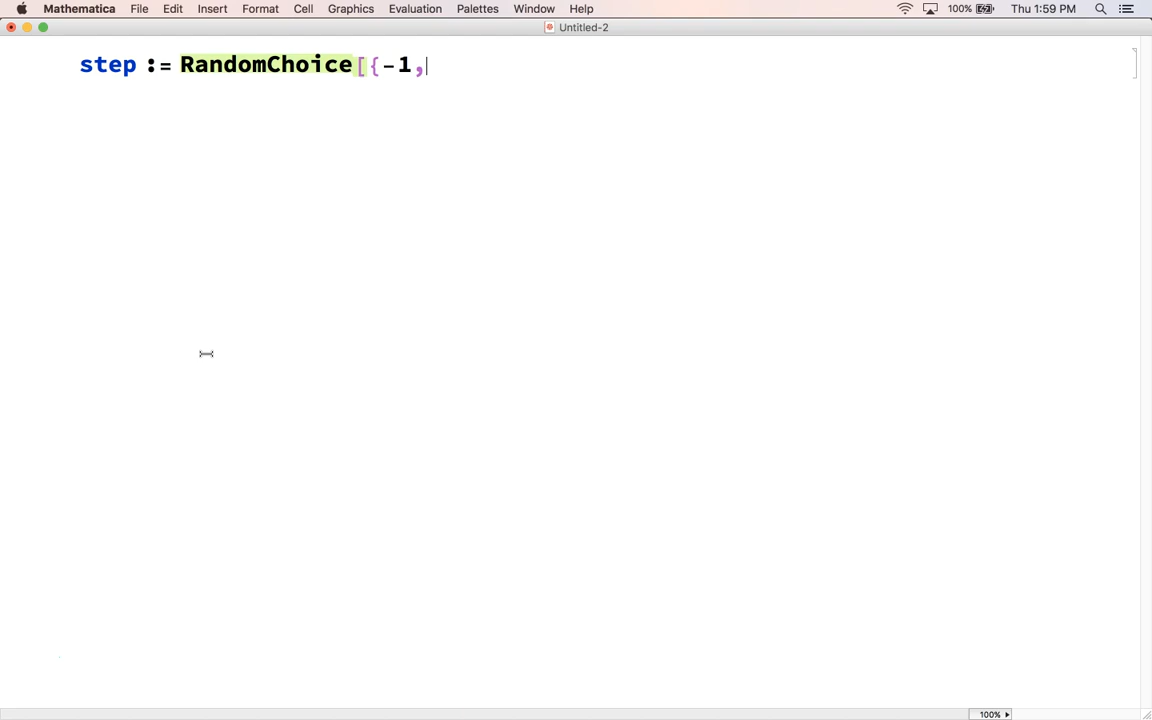 Mathematica File Edit Insert Format Cell Graphics Evaluation Palettes Window Help 100% Thu 1:59 PM
Untitled-2
step := RandomChoice[{-1,
100%